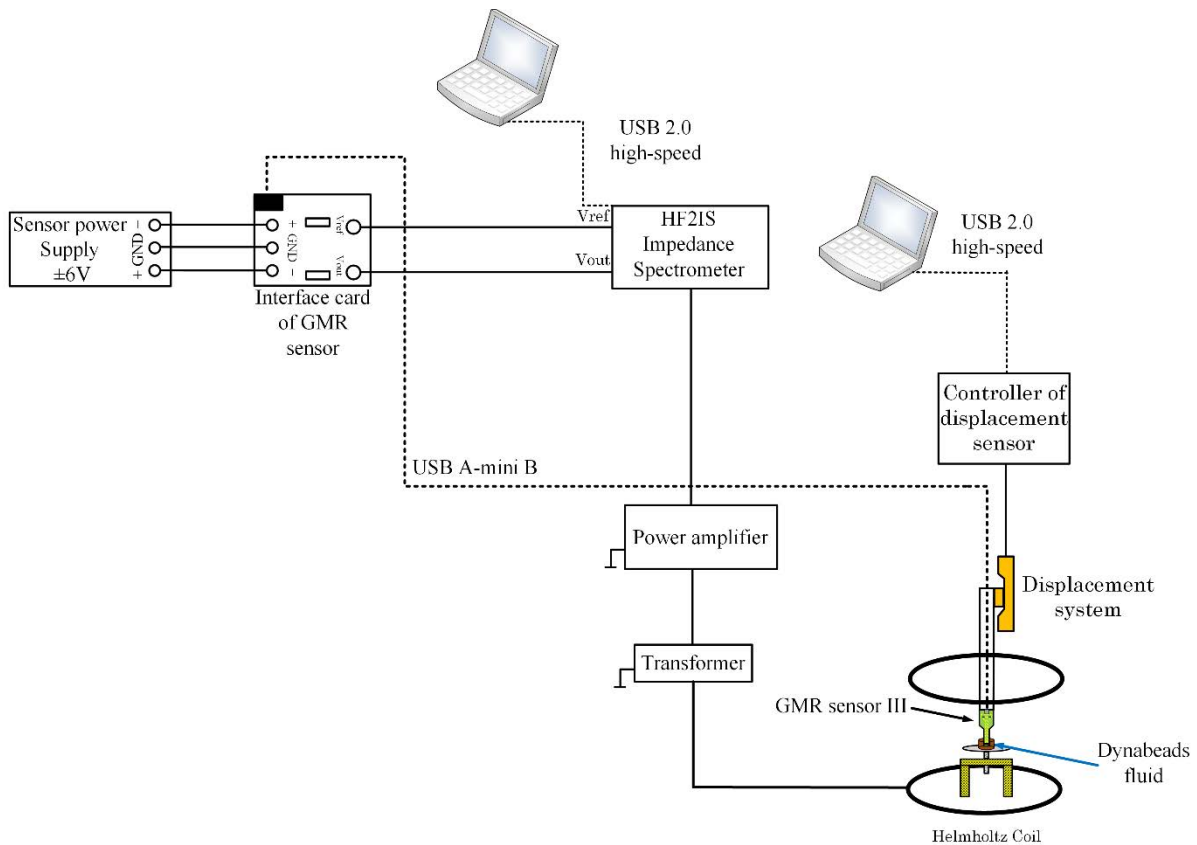 USB 2.0
high-speed
USB 2.0
high-speed
Sensor power
Supply
±6V
−
GND
+
+
GND
−
Vref
Vout
Interface card
of GMR
sensor
Vref
Vout
HF2IS
Impedance
Spectrometer
Controller of
displacement
sensor
USB A-mini B
Power amplifier
Displacement
system
Transformer
GMR sensor III
Dynabeads
fluid
Helmholtz Coil